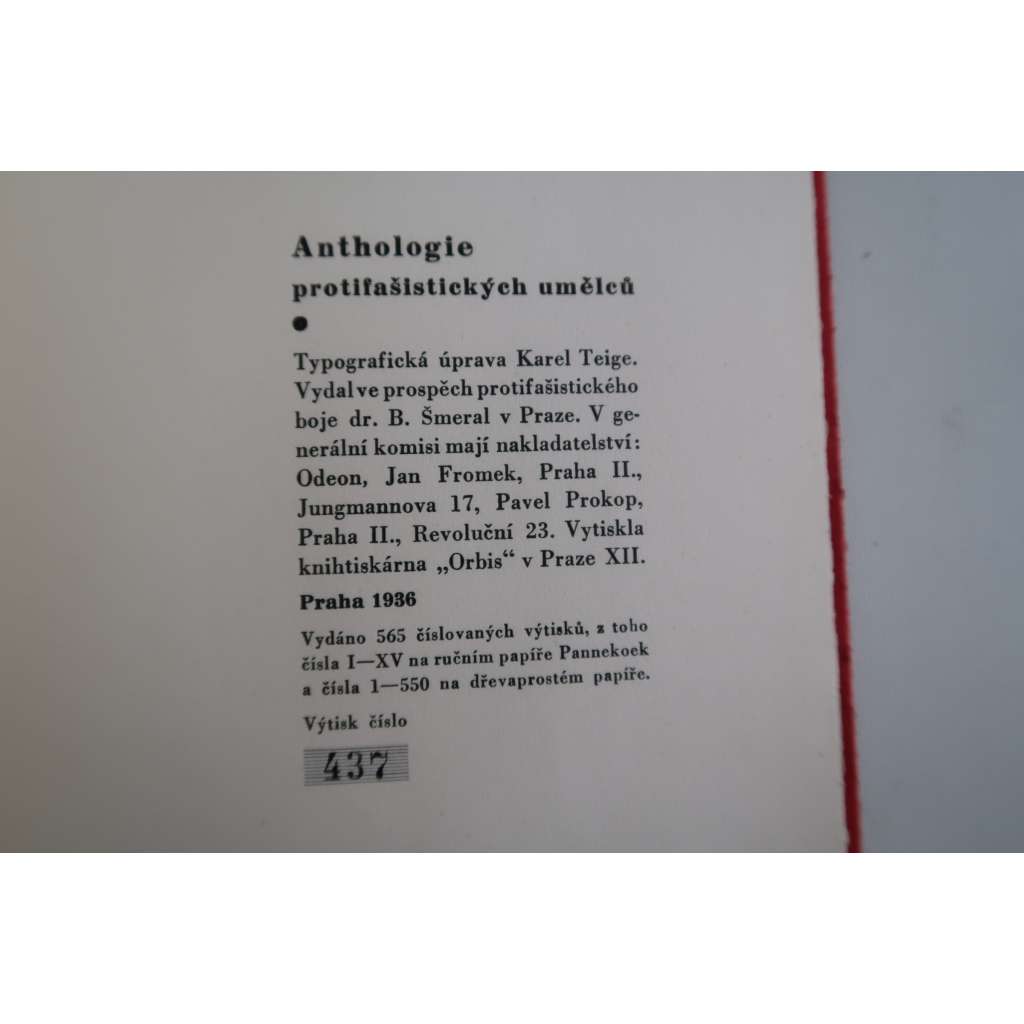 Anthologie
protifašistických umělců
●
Typografická úprava Karel Teige.
Vydal ve prospěch protifašistického
boje dr. B. Šmeral v Praze. V ge-
nerální komisi mají nakladatelství:
Odeon, Jan Fromek, Praha II.,
Jungmannova 17, Pavel Prokop,
Praha II., Revoluční 23. Vytiskla
knihtiskárna „Orbis“ v Praze XII.
Praha 1936
Vydáno 565 číslovaných výtisků, z toho
čísla I—XV na ručním papíře Pannekoek
a čísla 1—550 na dřevaprostém papíře.
Výtisk číslo
437